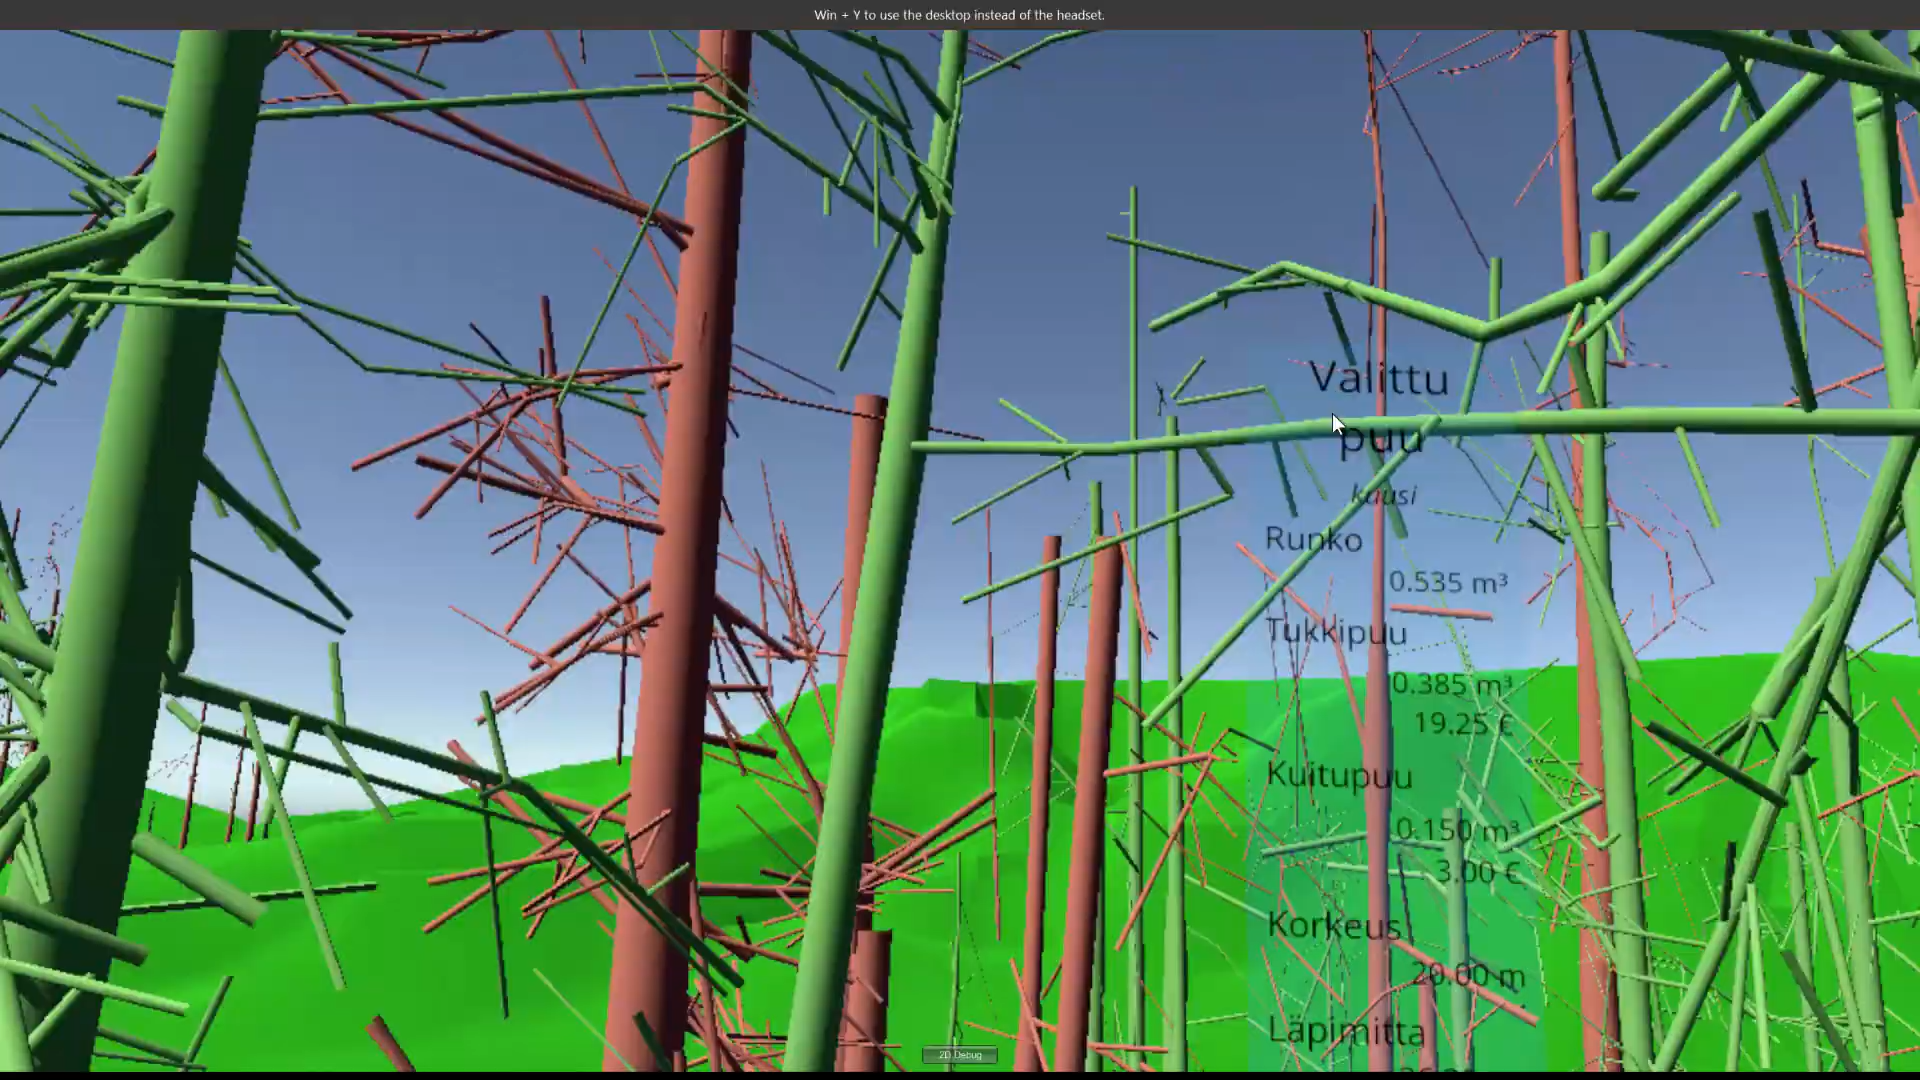 Win + Y to use the desktop instead of the headset.
Valittu
puu
kuusi
Runko
0.535 m³
Tukkipuu
0.385 m³
19.25 €
Kuitupuu
0.150 m³
3.00 €
Korkeus
20.00 m
Läpimitta
2D Debug